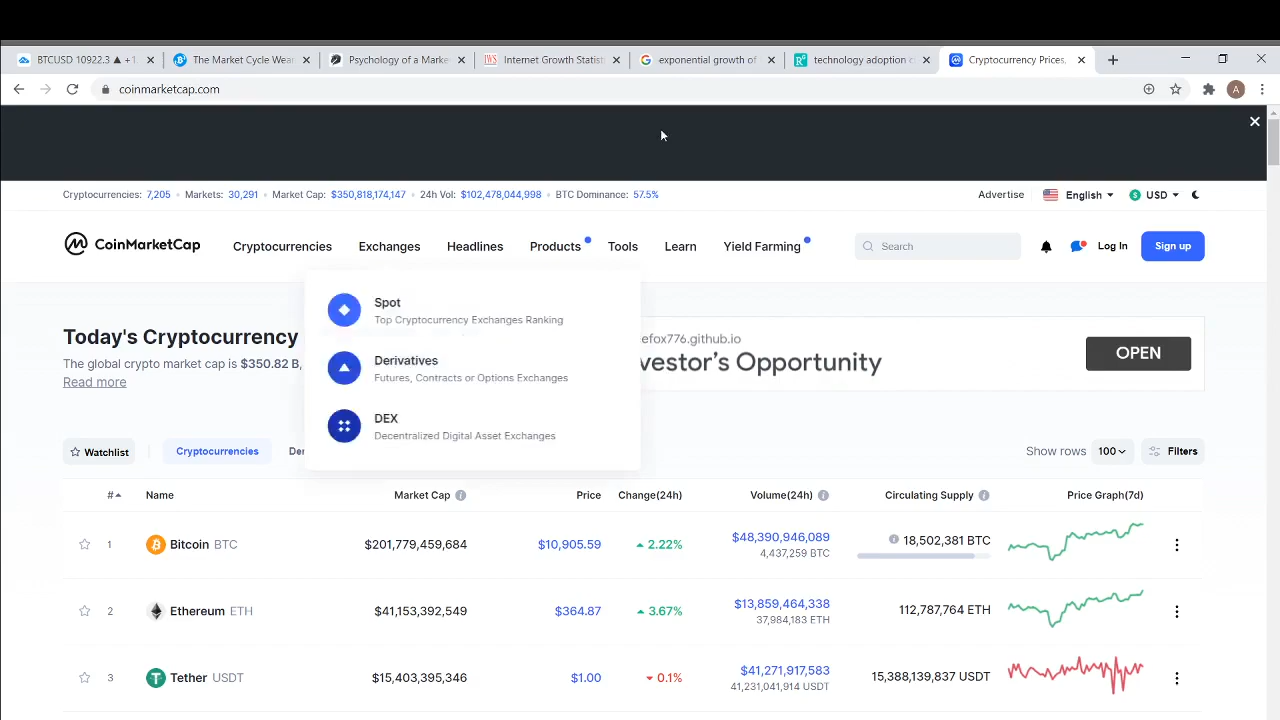 BTCUSD 10937 ▲ +1
The Market - The Wear
Psychology of a Marke
IWS Internet Growth Statisti
exponential growth of
technology adoption c
Cryptocurrency Prices,
coinmarketcap.com
A
Cryptocurrencies: 7,205 • Markets: 30,291 • Market Cap: $350,818,174,147 • 24h Vol: $102,478,044,998 • BTC Dominance: 57.5%
Advertise English USD
CoinMarketCap Cryptocurrencies Exchanges Headlines Products Tools Learn Yield Farming Search Log In Sign up
Spot
Top Cryptocurrency Exchanges Ranking
Derivatives
Futures, Contracts or Options Exchanges
DEX
Decentralized Digital Asset Exchanges
Today's Cryptocurrency
The global crypto market cap is $350.82 B,
Read more
efox776.github.io
vestor's Opportunity
OPEN
Watchlist Cryptocurrencies Der Show rows 100 Filters
# Name Market Cap Price Change(24h) Volume(24h) Circulating Supply Price Graph(7d)
1 Bitcoin BTC $201,779,459,684 $10,905.59 2.22% $48,390,946,089 18,502,381 BTC
4,437,259 BTC
2 Ethereum ETH $41,153,392,549 $364.87 3.67% $13,859,464,338 112,787,764 ETH
37,984,183 ETH
3 Tether USDT $15,403,395,346 $1.00 0.1% $41,271,917,583 15,388,139,837 USDT
41,231,041,914 USDT